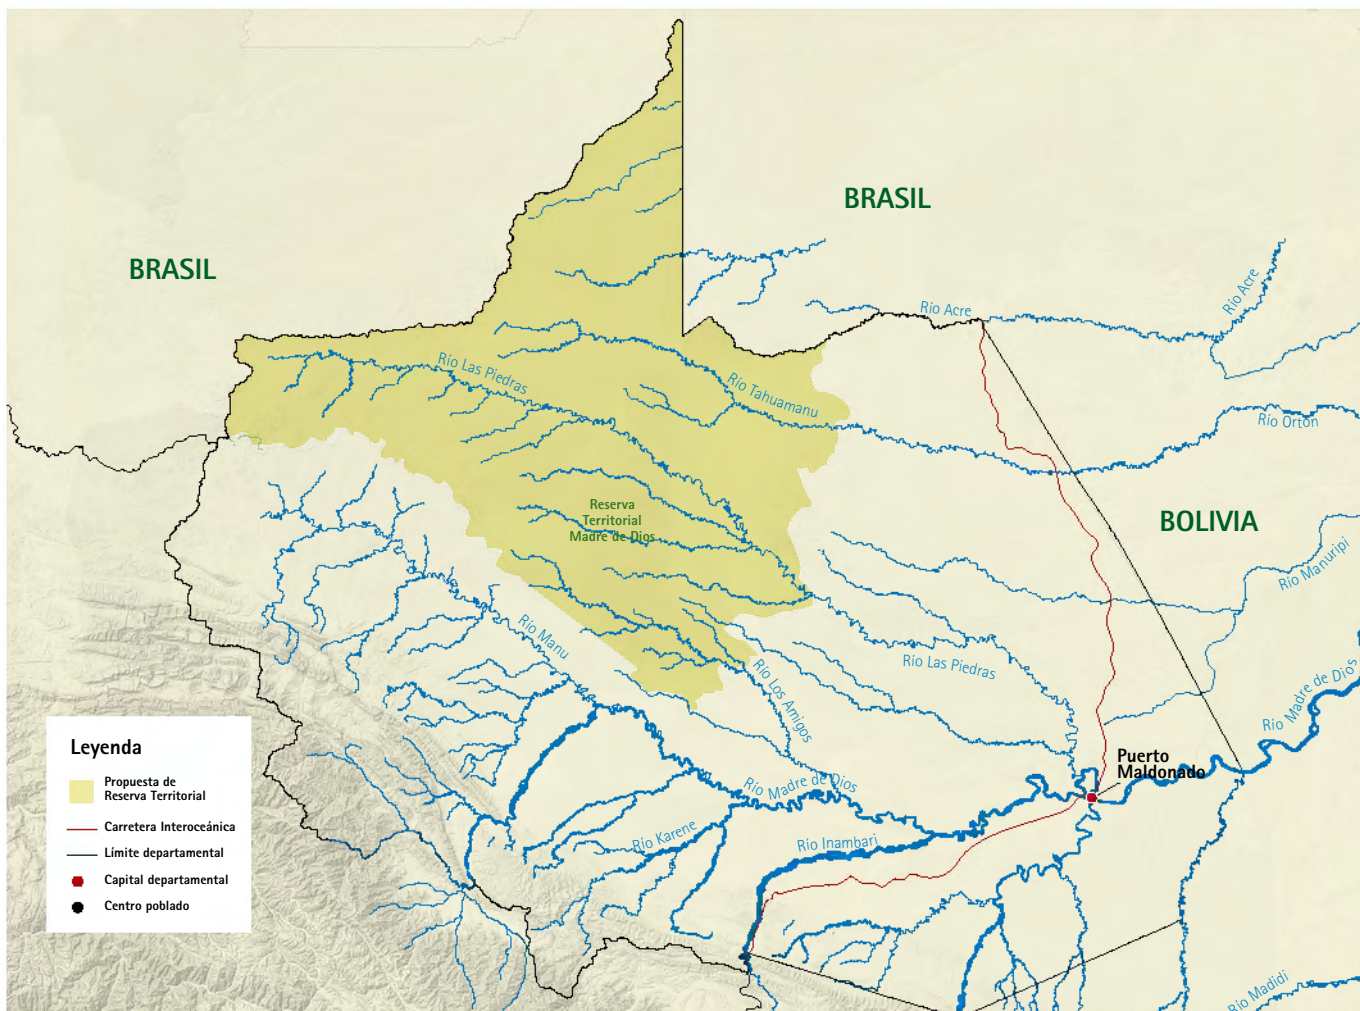 BRASIL
BRASIL
Río Acre
Río Acre
Río Las Piedras
Río Tahuamanu
Río Orton
Reserva
Territorial
Madre de Dios
BOLIVIA
Río Manuripi
Río Manu
Río Las Piedras
Río Los Amigos
Río Madre de Dios
Puerto
Maldonado
Río Madre de Dios
Río Karene
Río Inambari
Río Madidi
Leyenda
Propuesta de
Reserva Territorial
Carretera Interoceánica
Límite departamental
Capital departamental
Centro poblado